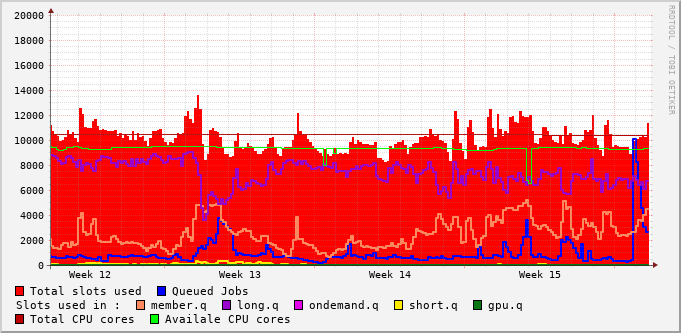 20000
18000
16000
14000
12000
10000
8000
6000
4000
2000
0
Week 12 Week 13 Week 14 Week 15
Total slots used Queued Jobs
Slots used in : member.q long.q ondemand.q short.q gpu.q
Total CPU cores Availale CPU cores
RRDTOOL / TOBI OETIKER